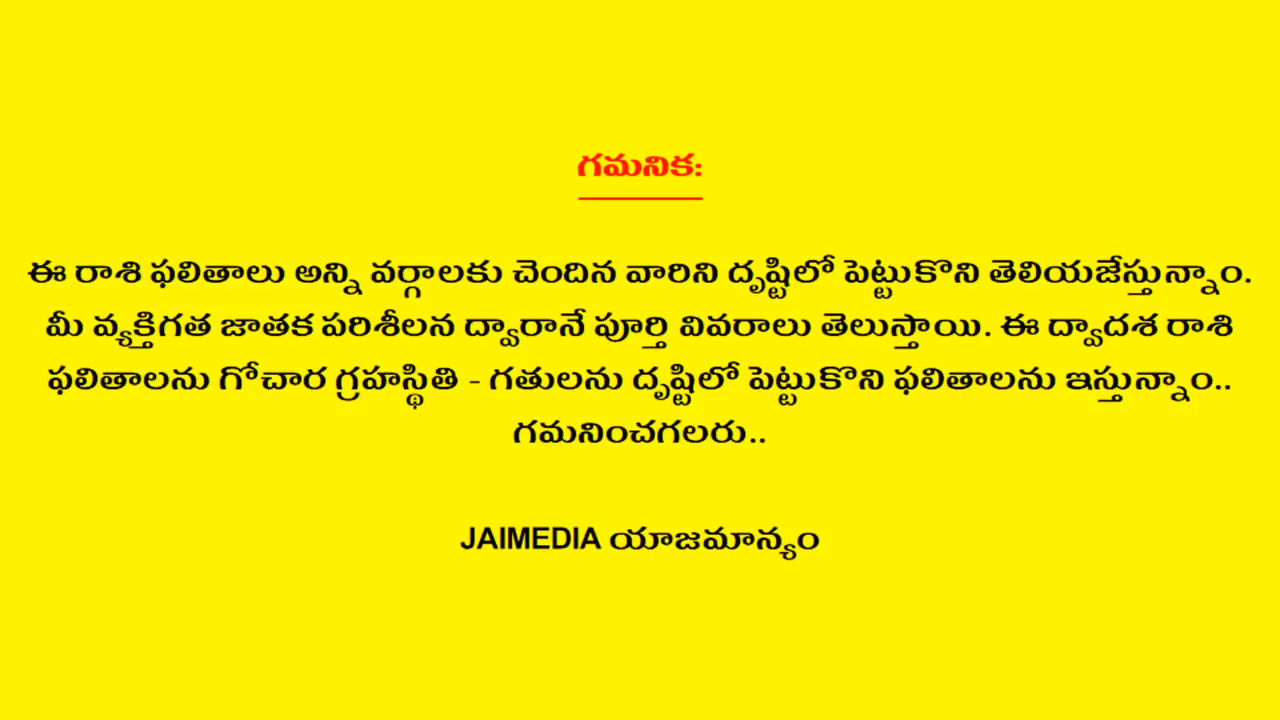 గమనిక:
ఈ రాశి ఫలితాలు అన్ని వర్గాలకు చెందిన వారిని దృష్టిలో పెట్టుకొని తెలియజేస్తున్నాం.
మీ వ్యక్తిగత జాతక పరిశీలన ద్వారానే పూర్తి వివరాలు తెలుస్తాయి. ఈ ద్వాదశ రాశి
ఫలితాలను గోచార గ్రహస్థితి - గతులను దృష్టిలో పెట్టుకొని ఫలితాలను ఇస్తున్నాం..
గమనించగలరు..
JAIMEDIA యాజమాన్యం